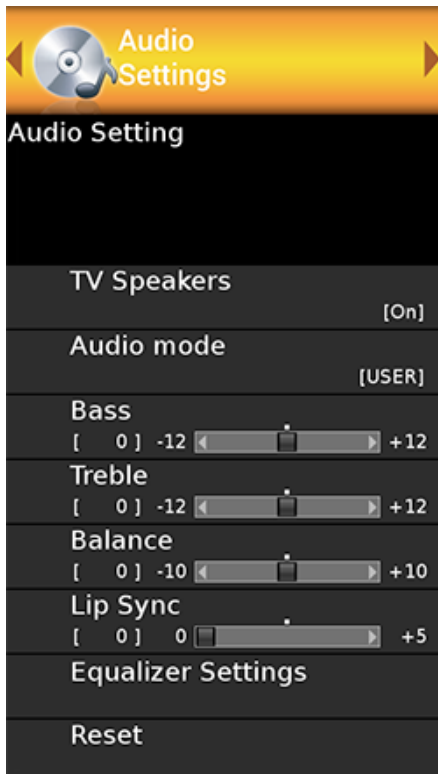 Audio
Settings
Audio Setting
TV Speakers
[On]
Audio mode
[USER]
Bass
[ 0 ] -12 +12
Treble
[ 0 ] -12 +12
Balance
[ 0 ] -10 +10
Lip Sync
[ 0 ] 0 +5
Equalizer Settings
Reset